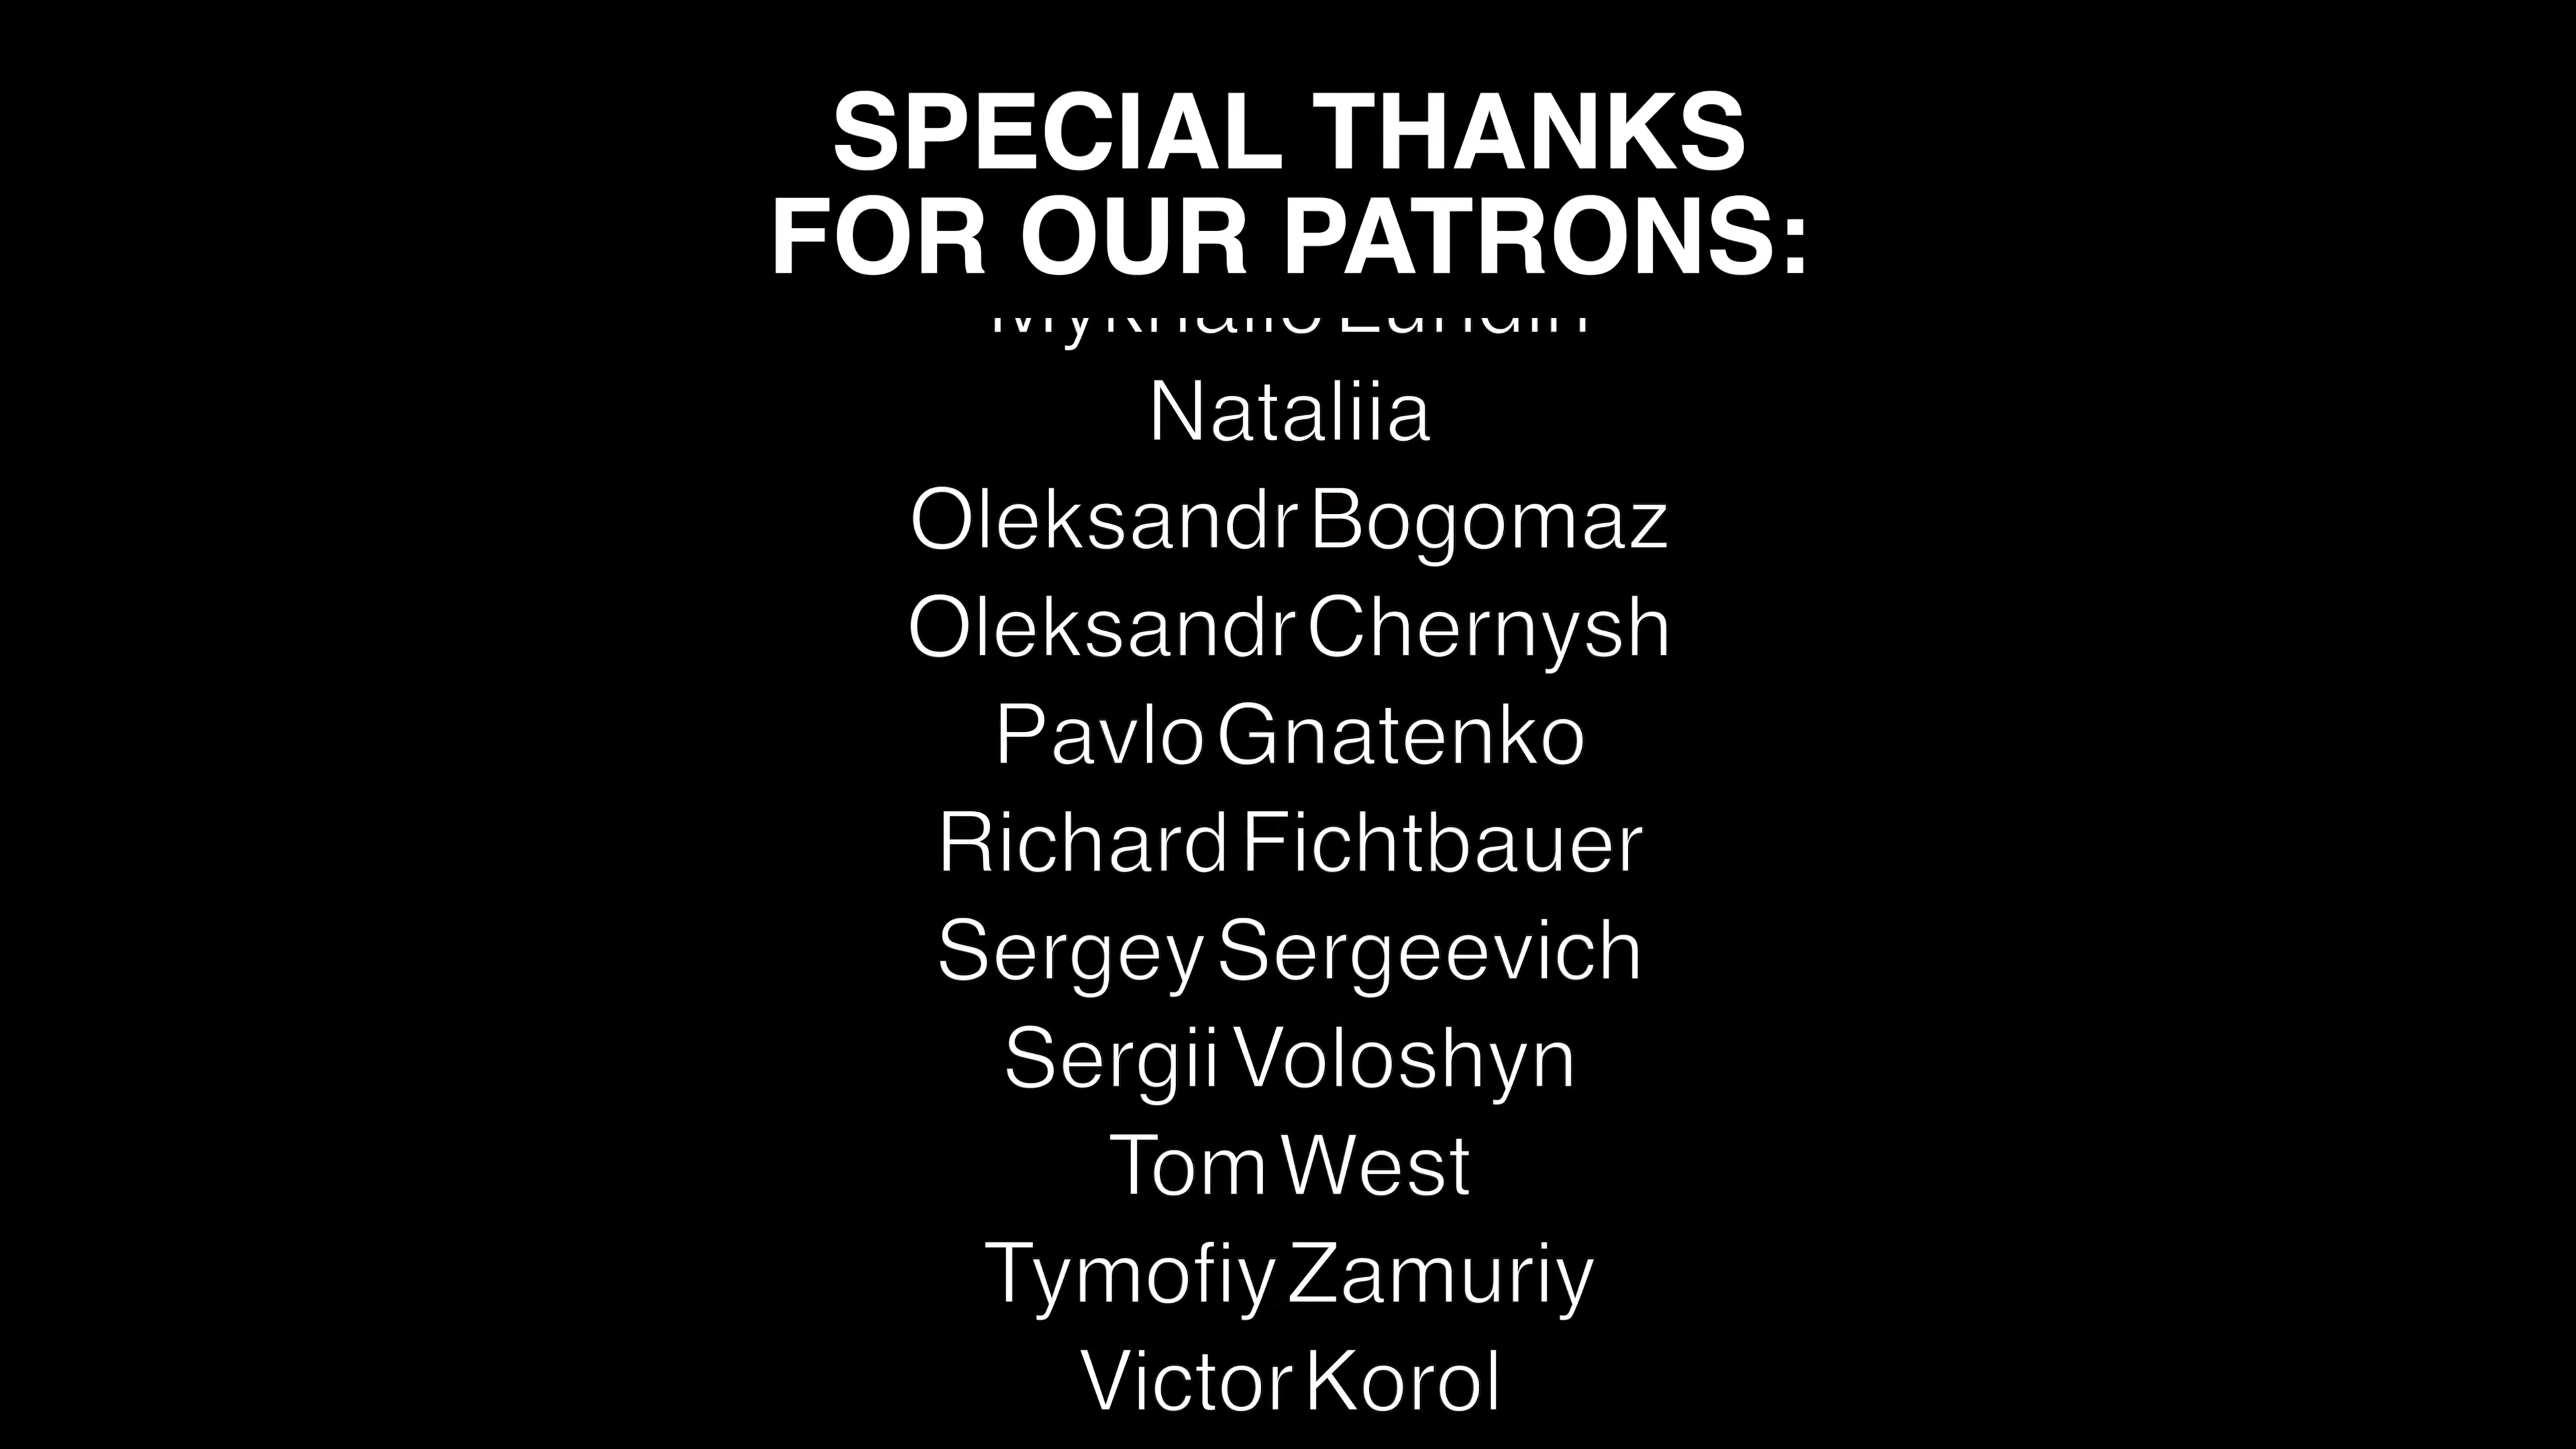 SPECIAL THANKS
FOR OUR PATRONS:
Nataliia
Oleksandr Bogomaz
Oleksandr Chernysh
Pavlo Gnatenko
Richard Fichtbauer
Sergey Sergeevich
Sergii Voloshyn
Tom West
Tymofiy Zamuriy
Victor Korol